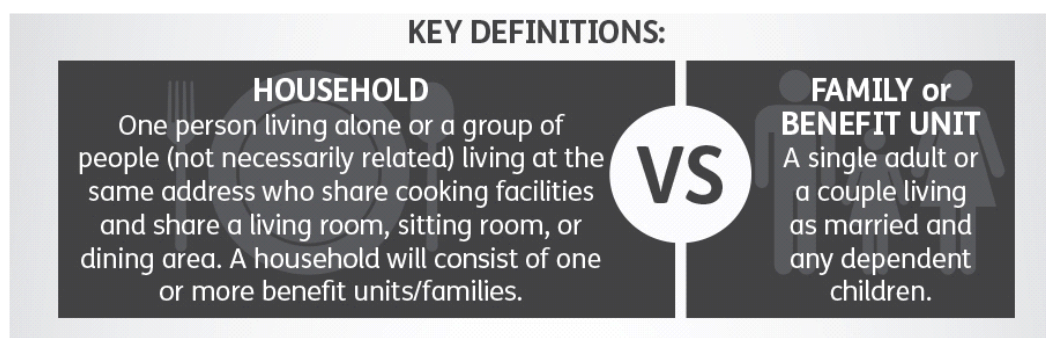 KEY DEFINITIONS:
HOUSEHOLD
One person living alone or a group of
people (not necessarily related) living at the
same address who share cooking facilities
and share a living room, sitting room, or
dining area. A household will consist of one
or more benefit units/families.
VS
FAMILY or
BENEFIT UNIT
A single adult or
a couple living
as married and
any dependent
children.